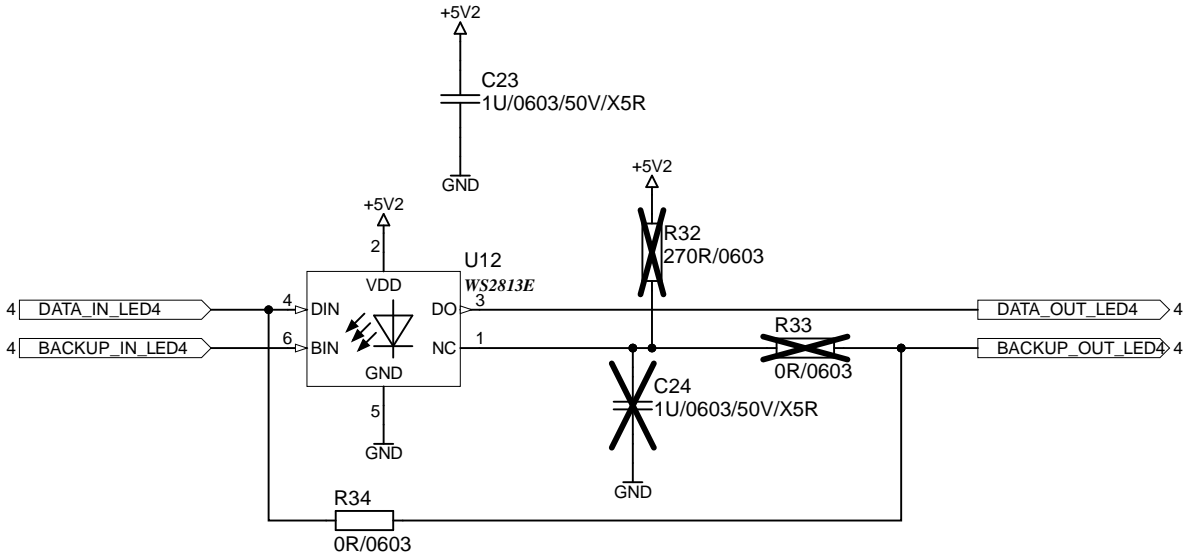 +5V2
C23
1U/0603/50V/X5R
GND
+5V2
+5V2
R32
270R/0603
2
U12
WS2813E
VDD
4 DATA_IN_LED4
4 DIN
DO 3
DATA_OUT_LED4 4
4 BACKUP_IN_LED4
6 BIN
NC 1
R33
0R/0603
BACKUP_OUT_LED4 4
GND
5
GND
C24
1U/0603/50V/X5R
GND
R34
0R/0603